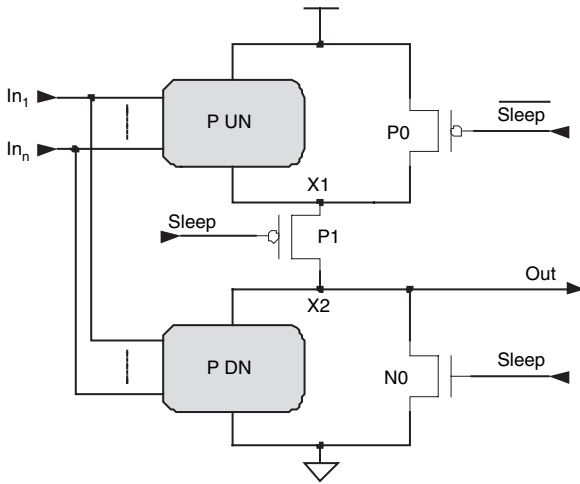 In1
P UN
Sleep
P0
Inn
X1
Sleep
P1
Out
X2
P DN
Sleep
N0